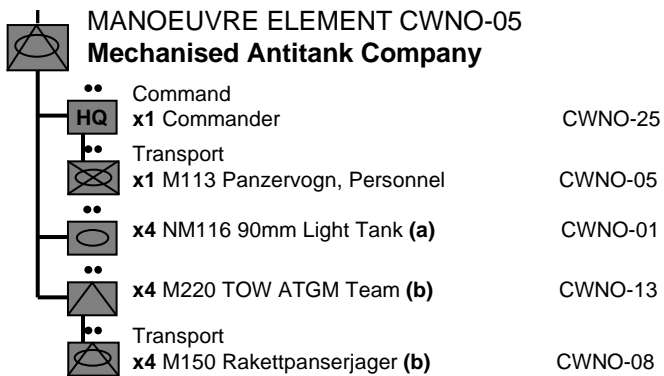 MANOEUVRE ELEMENT CWNO-05
Mechanised Antitank Company
Command
HQ x1 Commander CWNO-25
Transport
x1 M113 Panzervogn, Personnel CWNO-05
x4 NM116 90mm Light Tank (a) CWNO-01
x4 M220 TOW ATGM Team (b) CWNO-13
Transport
x4 M150 Rakettpanserjager (b) CWNO-08